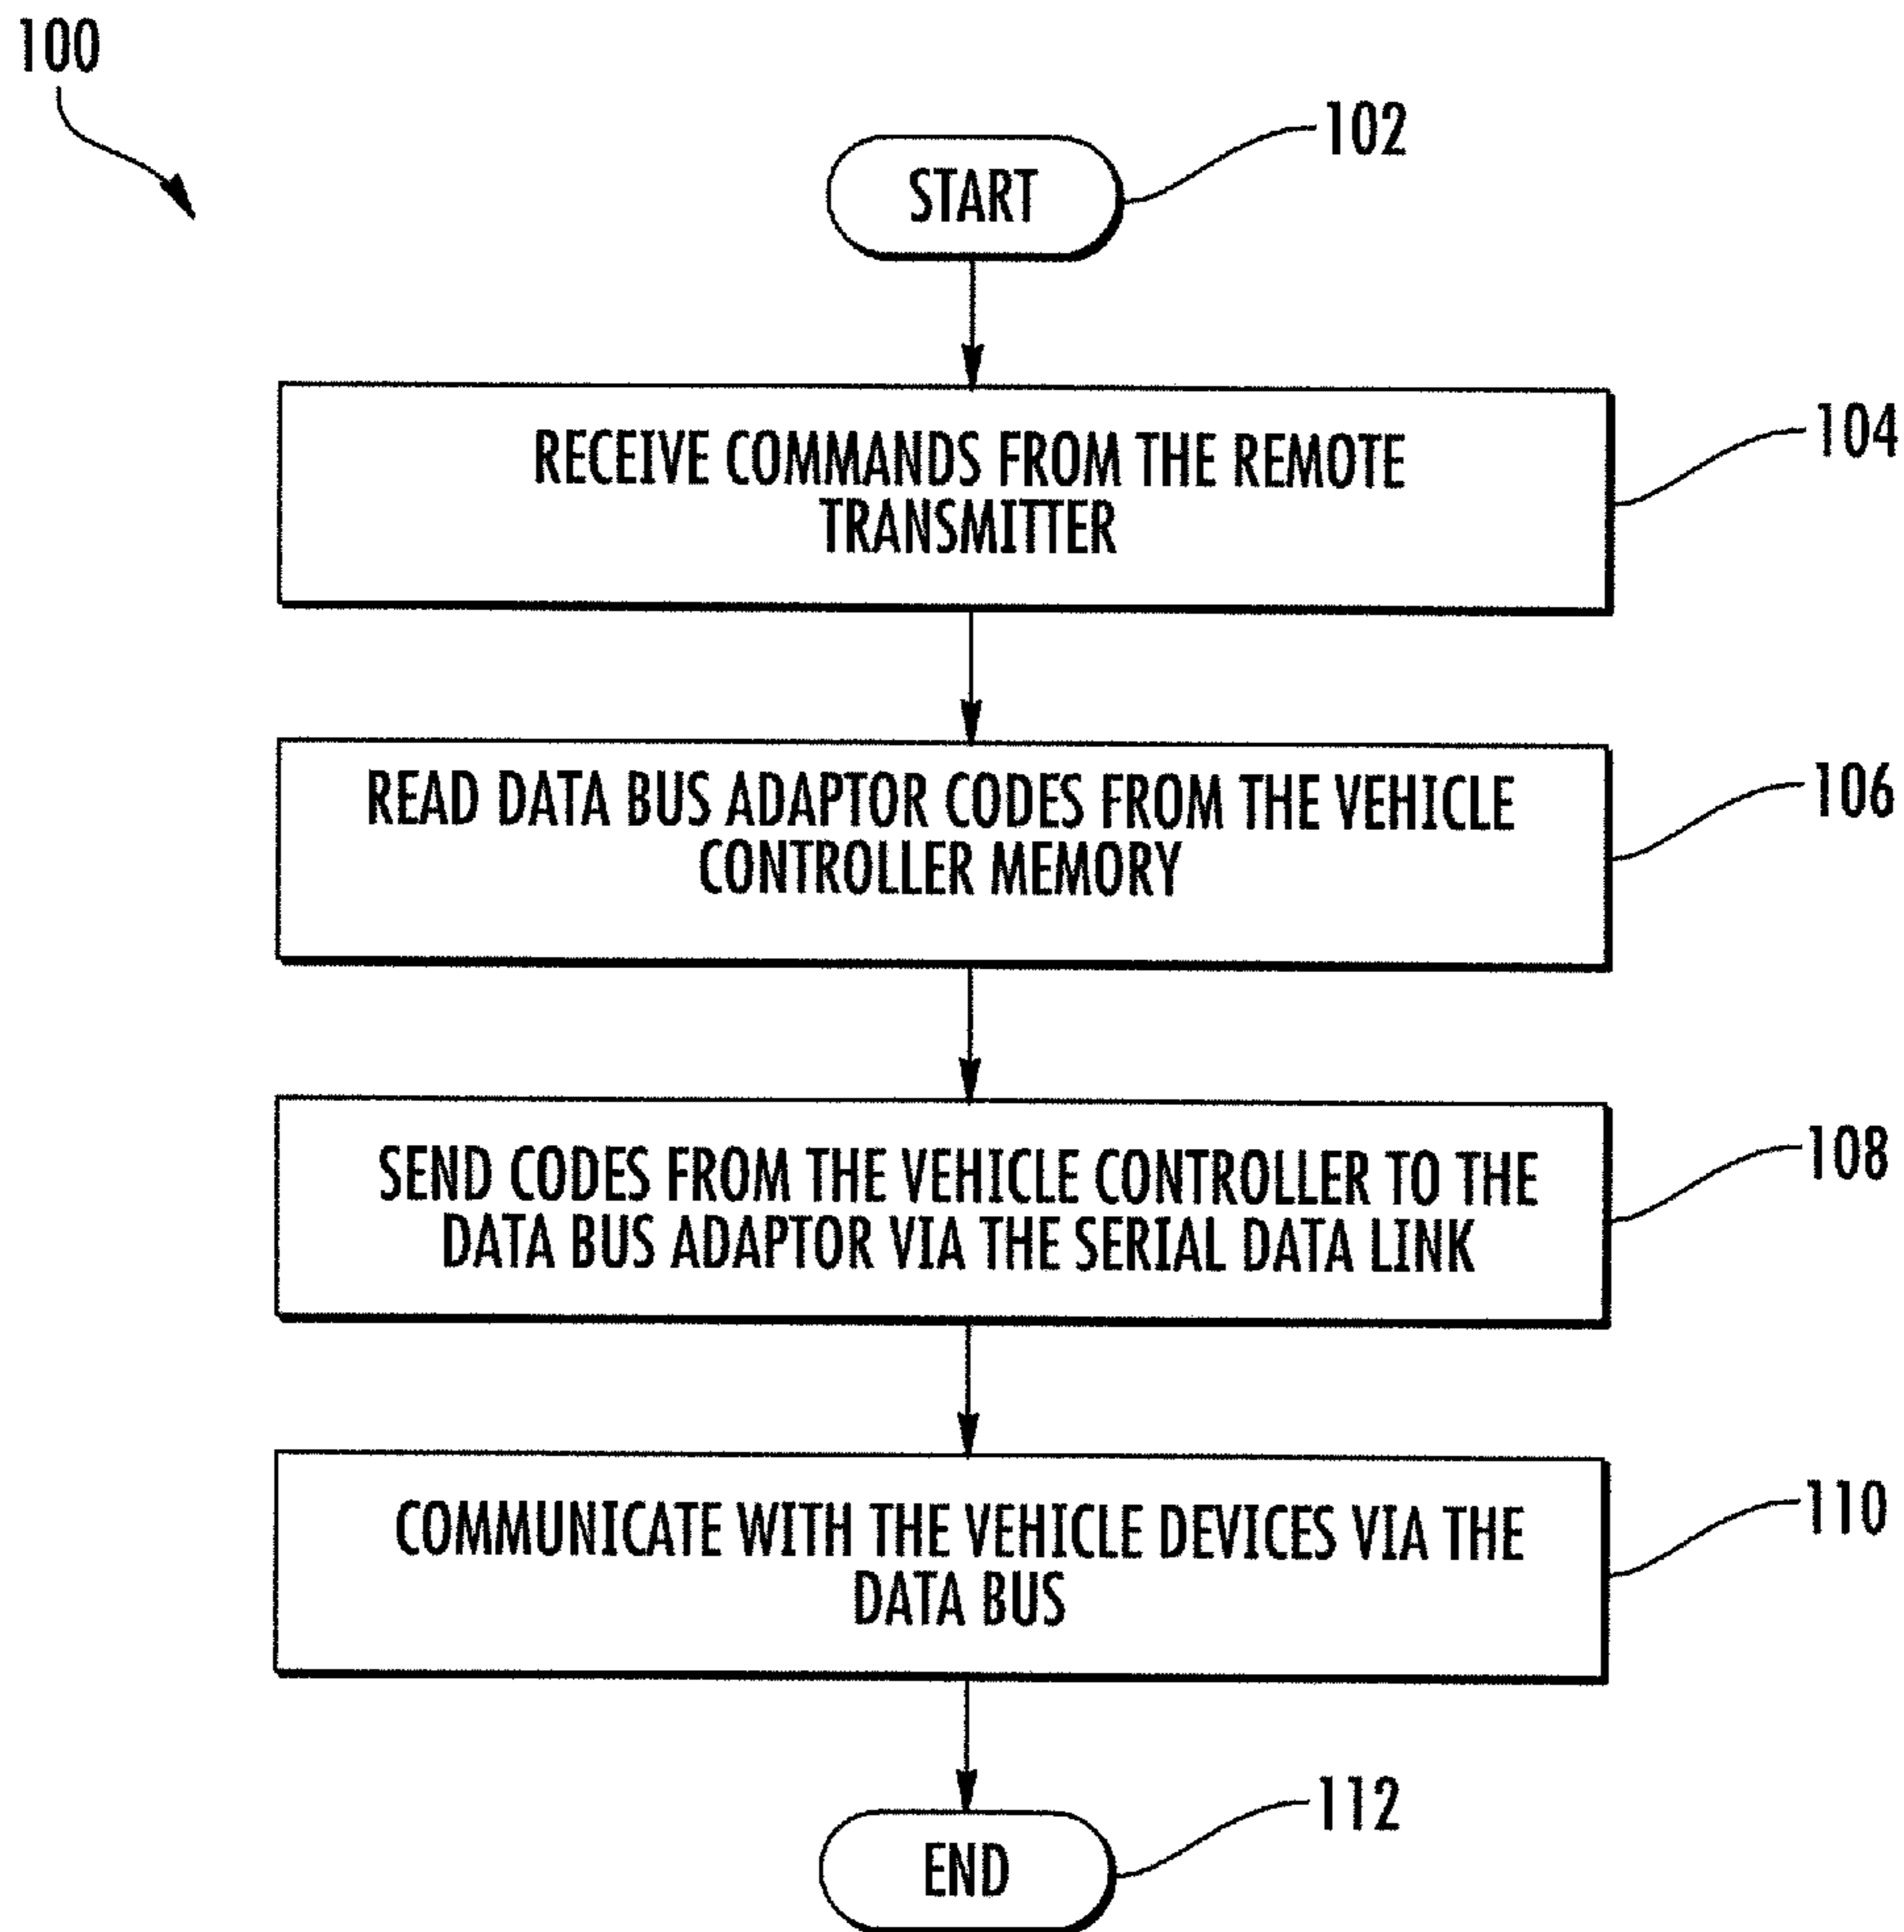 100
START
102
RECEIVE COMMANDS FROM THE REMOTE
TRANSMITTER
104
READ DATA BUS ADAPTOR CODES FROM THE VEHICLE
CONTROLLER MEMORY
106
SEND CODES FROM THE VEHICLE CONTROLLER TO THE
DATA BUS ADAPTOR VIA THE SERIAL DATA LINK
108
COMMUNICATE WITH THE VEHICLE DEVICES VIA THE
DATA BUS
110
END
112